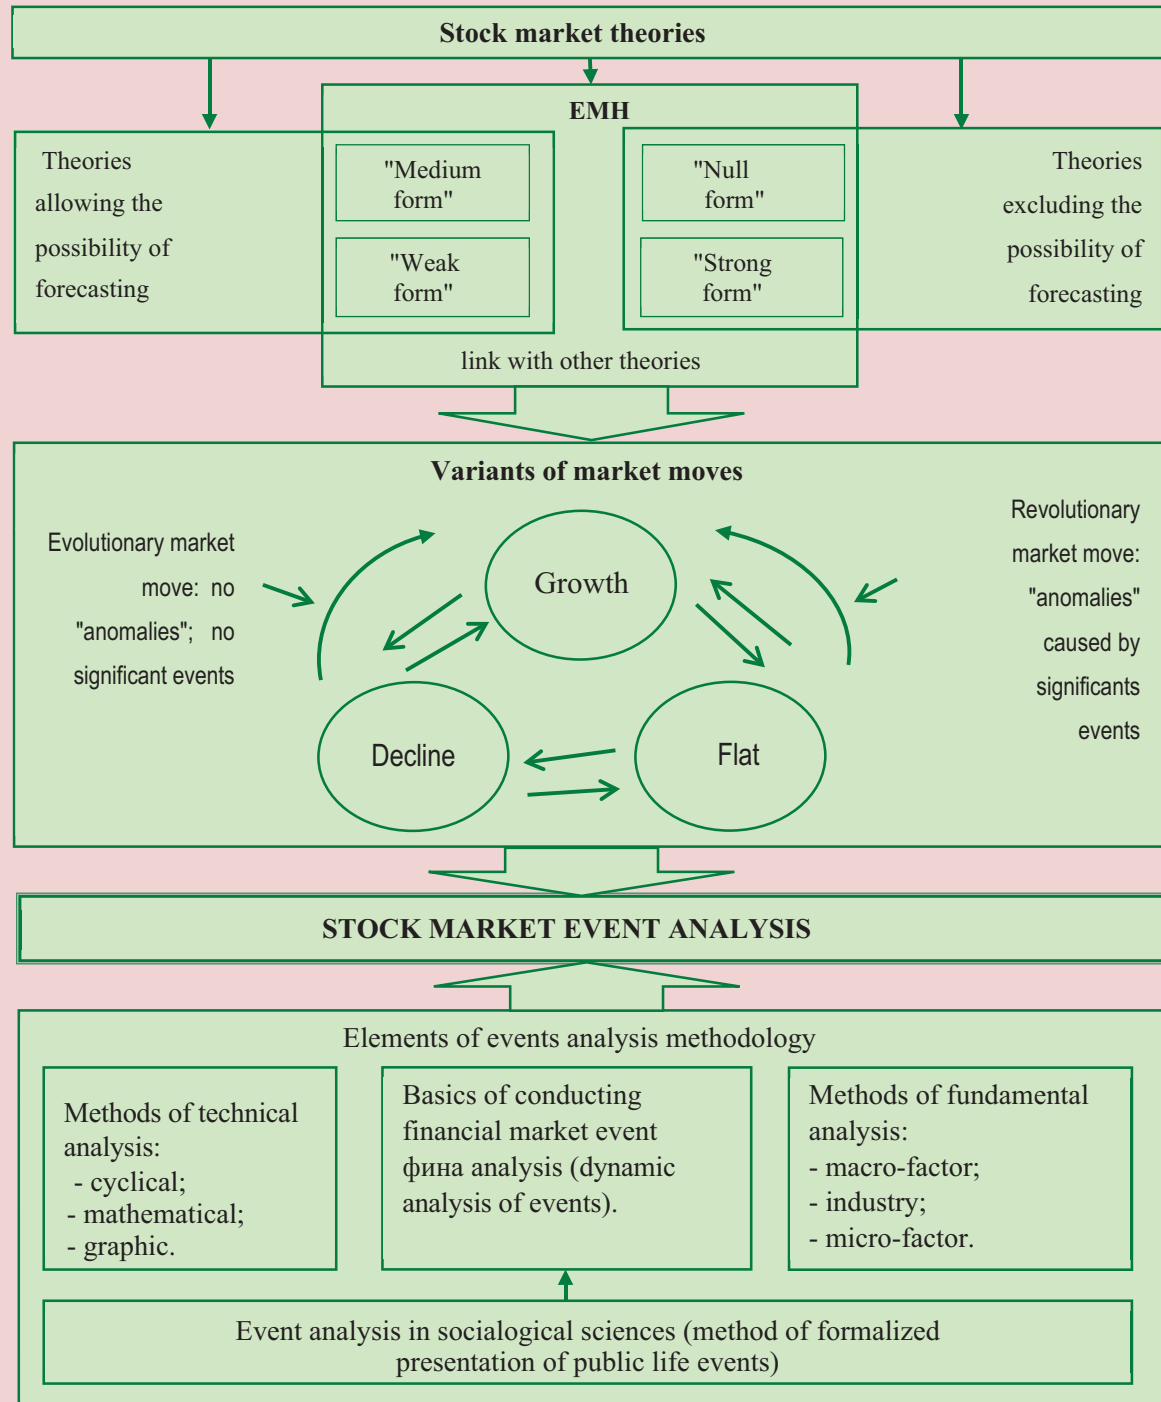 Stock market theories
EMH
Theories
allowing the
possibility of
forecasting
"Medium
form"
"Weak
form"
"Null
form"
"Strong
form"
Theories
excluding the
possibility of
forecasting
link with other theories
Variants of market moves
Evolutionary market
move: no
"anomalies"; no
significant events
Growth
Decline
Flat
Revolutionary
market move:
"anomalies"
caused by
significants
events
STOCK MARKET EVENT ANALYSIS
Elements of events analysis methodology
Methods of technical
analysis:
- cyclical;
- mathematical;
- graphic.
Basics of conducting
financial market event
фина analysis (dynamic
analysis of events).
Methods of fundamental
analysis:
- macro-factor;
- industry;
- micro-factor.
Event analysis in socialogical sciences (method of formalized
presentation of public life events)